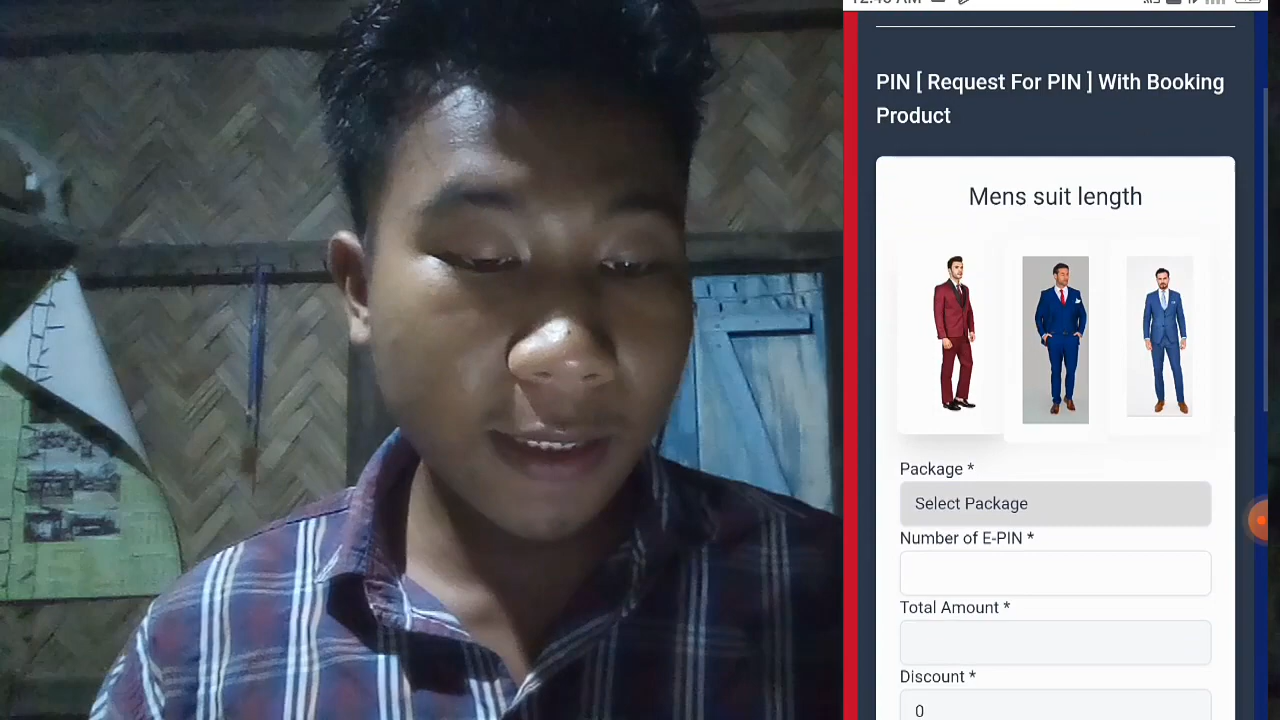 PIN [ Request For PIN ] With Booking
Product
Mens suit length
Package *
Select Package
Number of E-PIN *
Total Amount *
Discount *
0